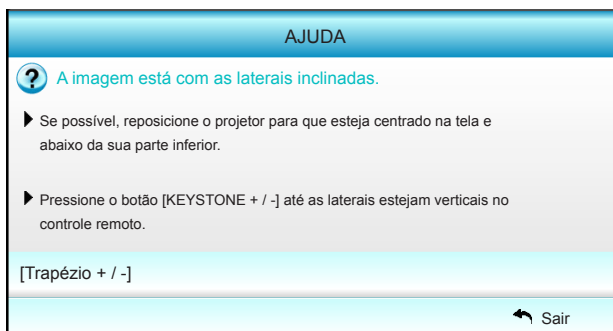 AJUDA
? A imagem está com as laterais inclinadas.
Se possível, reposicione o projetor para que esteja centrado na tela e
abaixo da sua parte inferior.
Pressione o botão [KEYSTONE + / -] até as laterais estejam verticais no
controle remoto.
[Trapézio + / -]
Sair